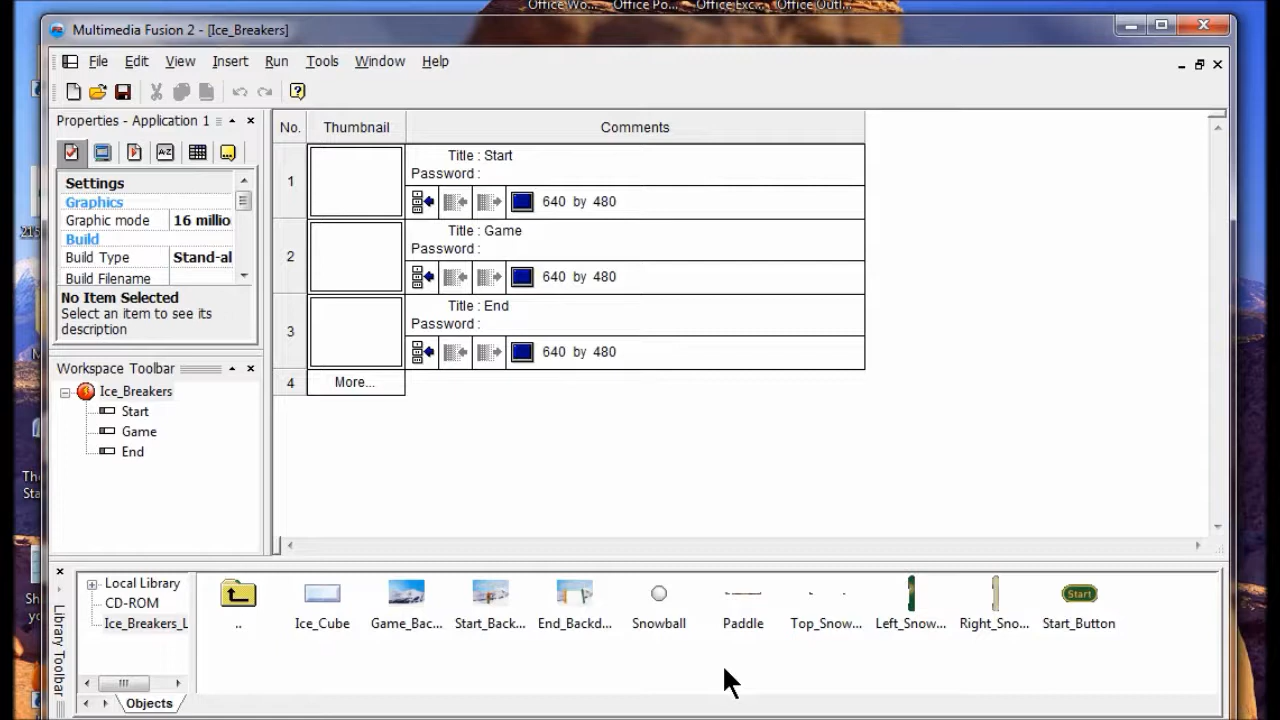 Office Wo... Office Po... Office Exc... Office Outl...
Multimedia Fusion 2 - [Ice_Breakers]
File Edit View Insert Run Tools Window Help
Properties - Application 1
Settings
Graphics
Graphic mode 16 millio
Build
Build Type Stand-al
Build Filename
No Item Selected
Select an item to see its
description
Workspace Toolbar
Ice_Breakers
Start
Game
End
No. Thumbnail Comments
1 Title : Start
Password :
640 by 480
2 Title : Game
Password :
640 by 480
3 Title : End
Password :
640 by 480
4 More...
Library Toolbar
Local Library
CD-ROM
Ice_Breakers_L
Objects
.. Ice_Cube Game_Bac... Start_Back... End_Backd... Snowball Paddle Top_Snow... Left_Snow... Right_Sno... Start_Button
Start
215
The
Sta
Sh
yo